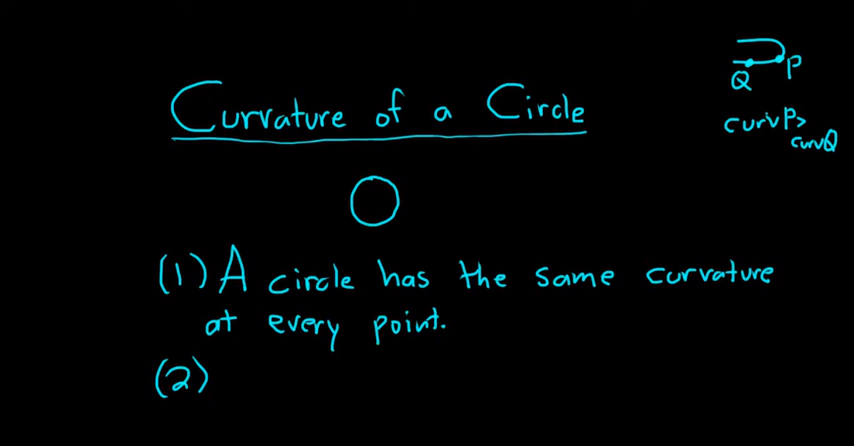 Curvature of a Circle
Q P
curvP>
curvQ
(1) A circle has the same curvature
at every point.
(2)